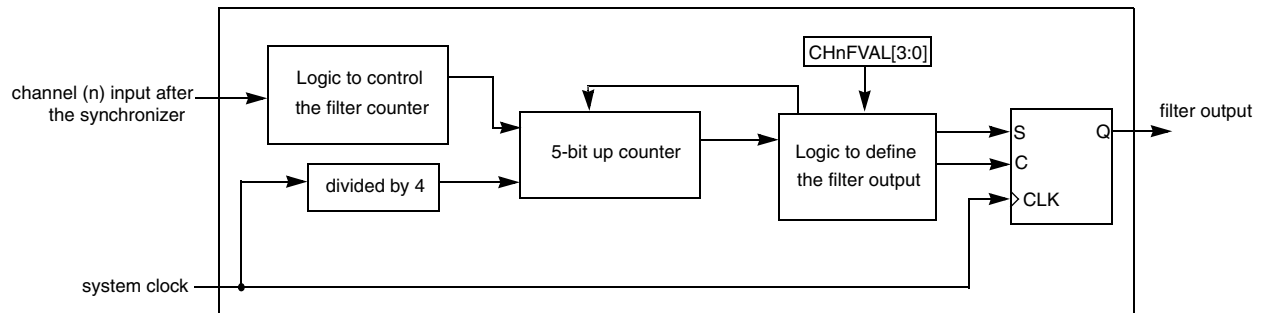 channel (n) input after
the synchronizer
Logic to control
the filter counter
divided by 4
5-bit up counter
CHnFVAL[3:0]
Logic to define
the filter output
S
C
CLK
Q
filter output
system clock